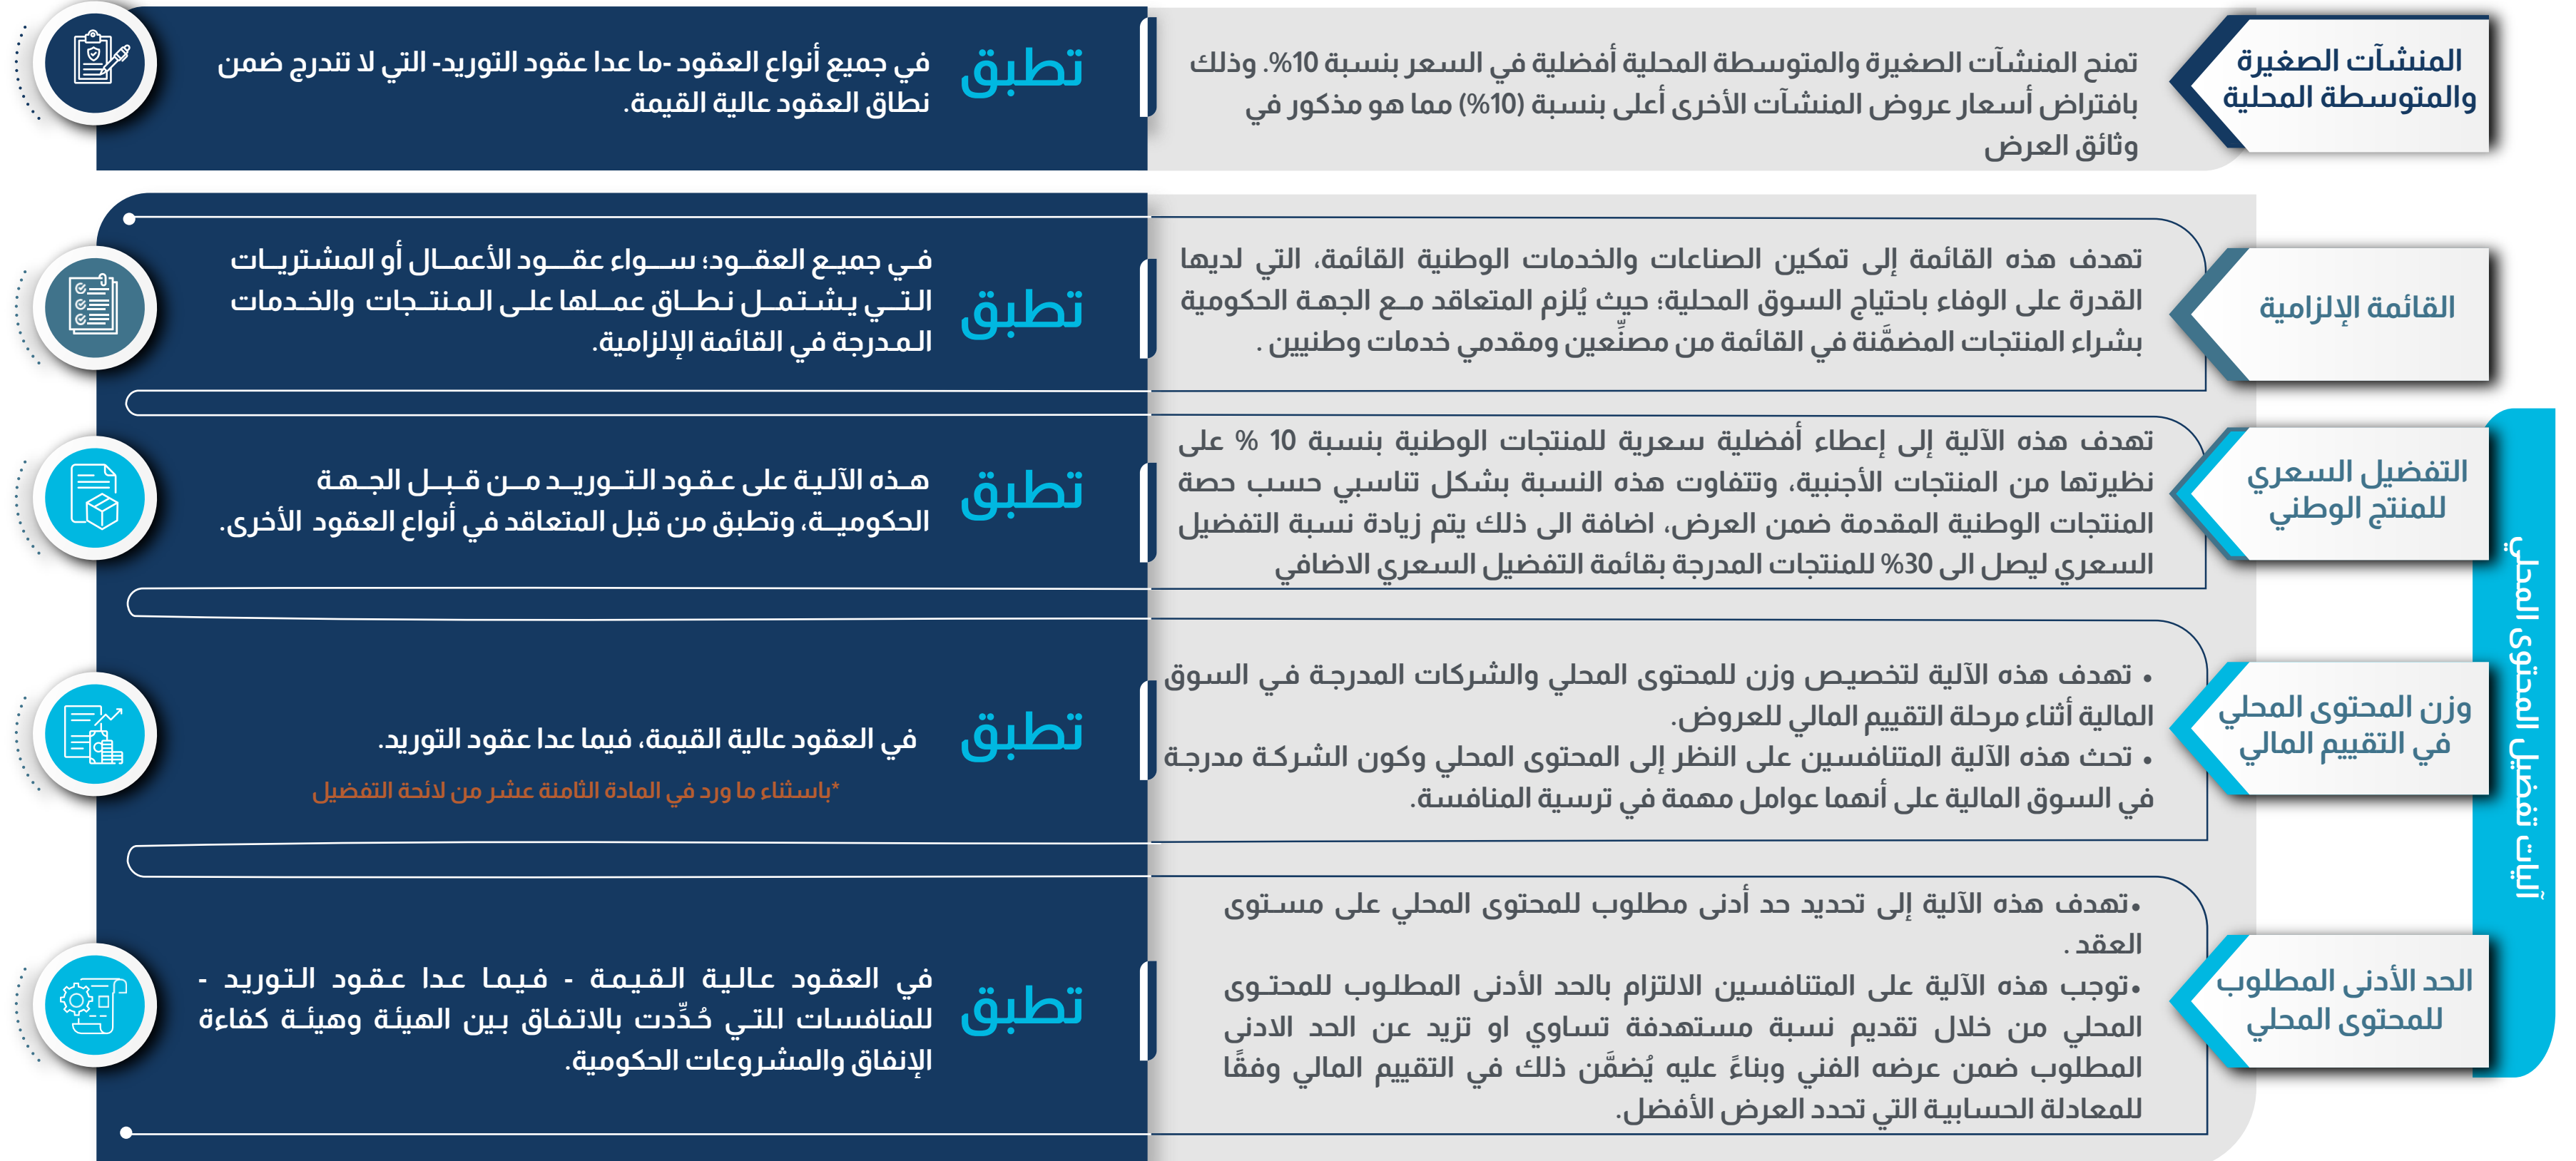 المنشآت الصغيرة
والمتوسطة المحلية
تمنح المنشآت الصغيرة والمتوسطة المحلية أفضلية في السعر بنسبة 10%. وذلك
بافتراض أسعار عروض المنشآت الأخرى أعلى بنسبة (10%) مما هو مذكور في
وثائق العرض
تطبق
في جميع أنواع العقود -ما عدا عقود التوريد- التي لا تندرج ضمن
نطاق العقود عالية القيمة.
القائمة الإلزامية
تهدف هذه القائمة إلى تمكين الصناعات والخدمات الوطنية القائمة، التي لديها
القدرة على الوفاء باحتياج السوق المحلية؛ حيث يُلزم المتعاقد مع الجهة الحكومية
بشراء المنتجات المضمَّنة في القائمة من مصنِّعين ومقدمي خدمات وطنيين .
تطبق
في جميع العقود؛ سواء عقود الأعمال أو المشتريات
التي يشتمل نطاق عملها على المنتجات والخدمات
المدرجة في القائمة الإلزامية.
آليات تفضيل المحتوى المحلي
التفضيل السعري
للمنتج الوطني
تهدف هذه الآلية إلى إعطاء أفضلية سعرية للمنتجات الوطنية بنسبة 10 % على
نظيرتها من المنتجات الأجنبية، وتتفاوت هذه النسبة بشكل تناسبي حسب حصة
المنتجات الوطنية المقدمة ضمن العرض، اضافة الى ذلك يتم زيادة نسبة التفضيل
السعري ليصل الى 30% للمنتجات المدرجة بقائمة التفضيل السعري الاضافي
تطبق
هذه الآلية على عقود التوريد من قبل الجهة
الحكومية، وتطبق من قبل المتعاقد في أنواع العقود الأخرى.
وزن المحتوى المحلي
في التقييم المالي
• تهدف هذه الآلية لتخصيص وزن للمحتوى المحلي والشركات المدرجة في السوق
المالية أثناء مرحلة التقييم المالي للعروض.
• تحث هذه الآلية المتنافسين على النظر إلى المحتوى المحلي وكون الشركة مدرجة
في السوق المالية على أنهما عوامل مهمة في ترسية المنافسة.
تطبق
في العقود عالية القيمة، فيما عدا عقود التوريد.
*باستثناء ما ورد في المادة الثامنة عشر من لائحة التفضيل
الحد الأدنى المطلوب
للمحتوى المحلي
•تهدف هذه الآلية إلى تحديد حد أدنى مطلوب للمحتوى المحلي على مستوى
العقد .
•توجب هذه الآلية على المتنافسين الالتزام بالحد الأدنى المطلوب للمحتوى
المحلي من خلال تقديم نسبة مستهدفة تساوي او تزيد عن الحد الادنى
المطلوب ضمن عرضه الفني وبناءً عليه يُضمَّن ذلك في التقييم المالي وفقًا
للمعادلة الحسابية التي تحدد العرض الأفضل.
تطبق
في العقود عالية القيمة - فيما عدا عقود التوريد -
للمنافسات للتي حُدِّدت بالاتفاق بين الهيئة وهيئة كفاءة
الإنفاق والمشروعات الحكومية.